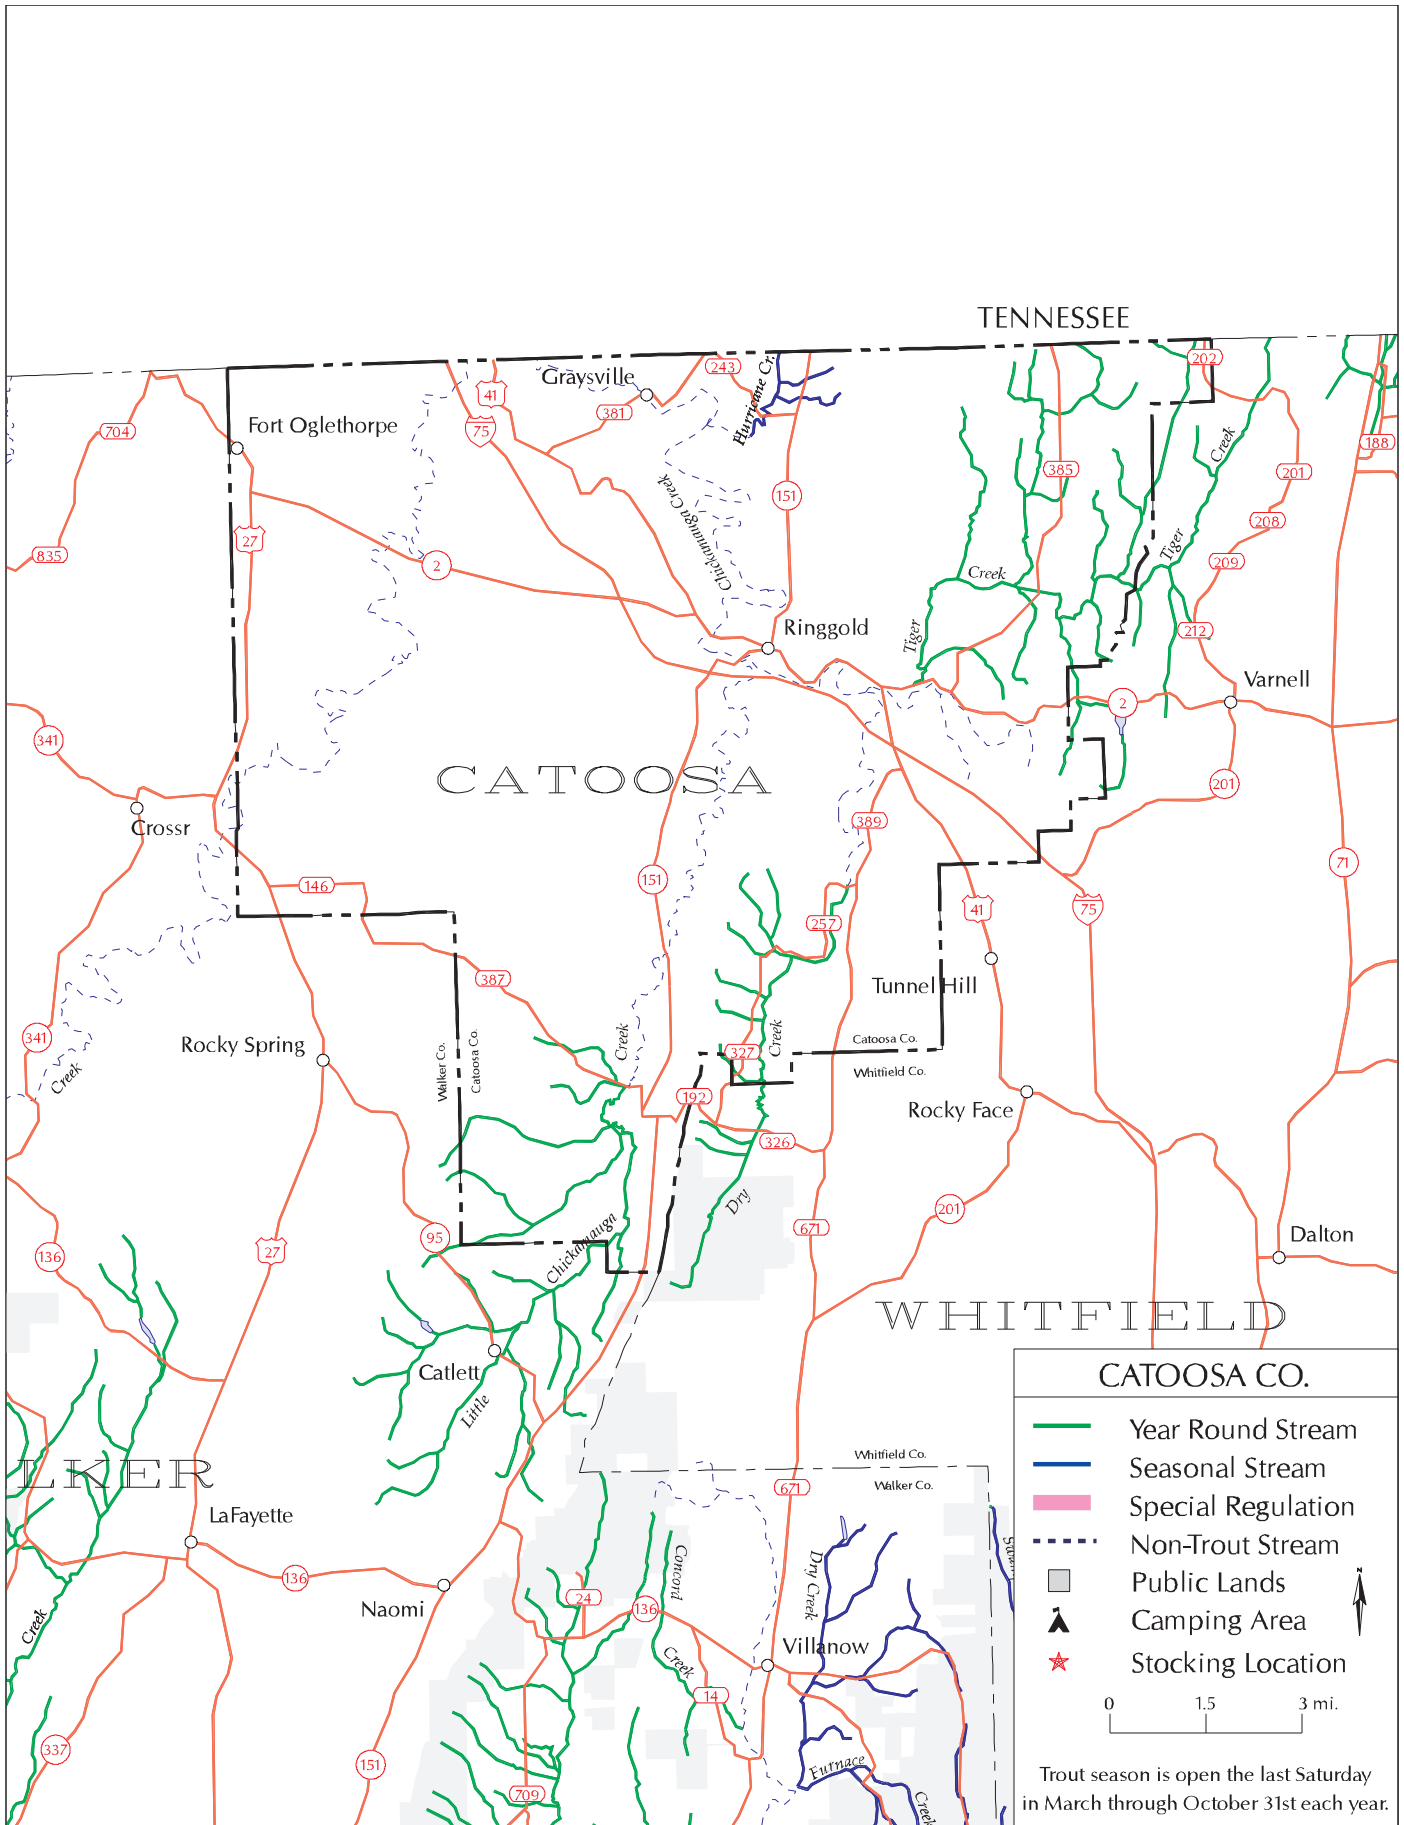 TENNESSEE
202
243
Graysville
41
381
Hurricane Cr.
704
Fort Oglethorpe
75
188
Creek
385
201
151
Chickamauga Creek
208
27
835
2
Tiger
209
Creek
Ringgold
Tiger
212
Varnell
2
341
CATOOSA
201
Crossr
389
71
151
146
41
75
257
387
Tunnel Hill
341
Rocky Spring
Creek
Creek
Catoosa Co.
327
Walker Co.
Catoosa Co.
Whitfield Co.
Creek
192
Rocky Face
326
Dry
201
671
95
136
27
Chickamauga
Dalton
WHITFIELD
Catlett
Little
LKER
Whitfield Co.
Walker Co.
671
LaFayette
Concord
Dry Creek
136
24
136
Naomi
Creek
Villanow
Creek
14
337
151
709
Furnace
Creek
CATOOSA CO.
Year Round Stream
Seasonal Stream
Special Regulation
Non-Trout Stream
Public Lands
N
Camping Area
Stocking Location
0 1.5 3 mi.
Trout season is open the last Saturday
in March through October 31st each year.